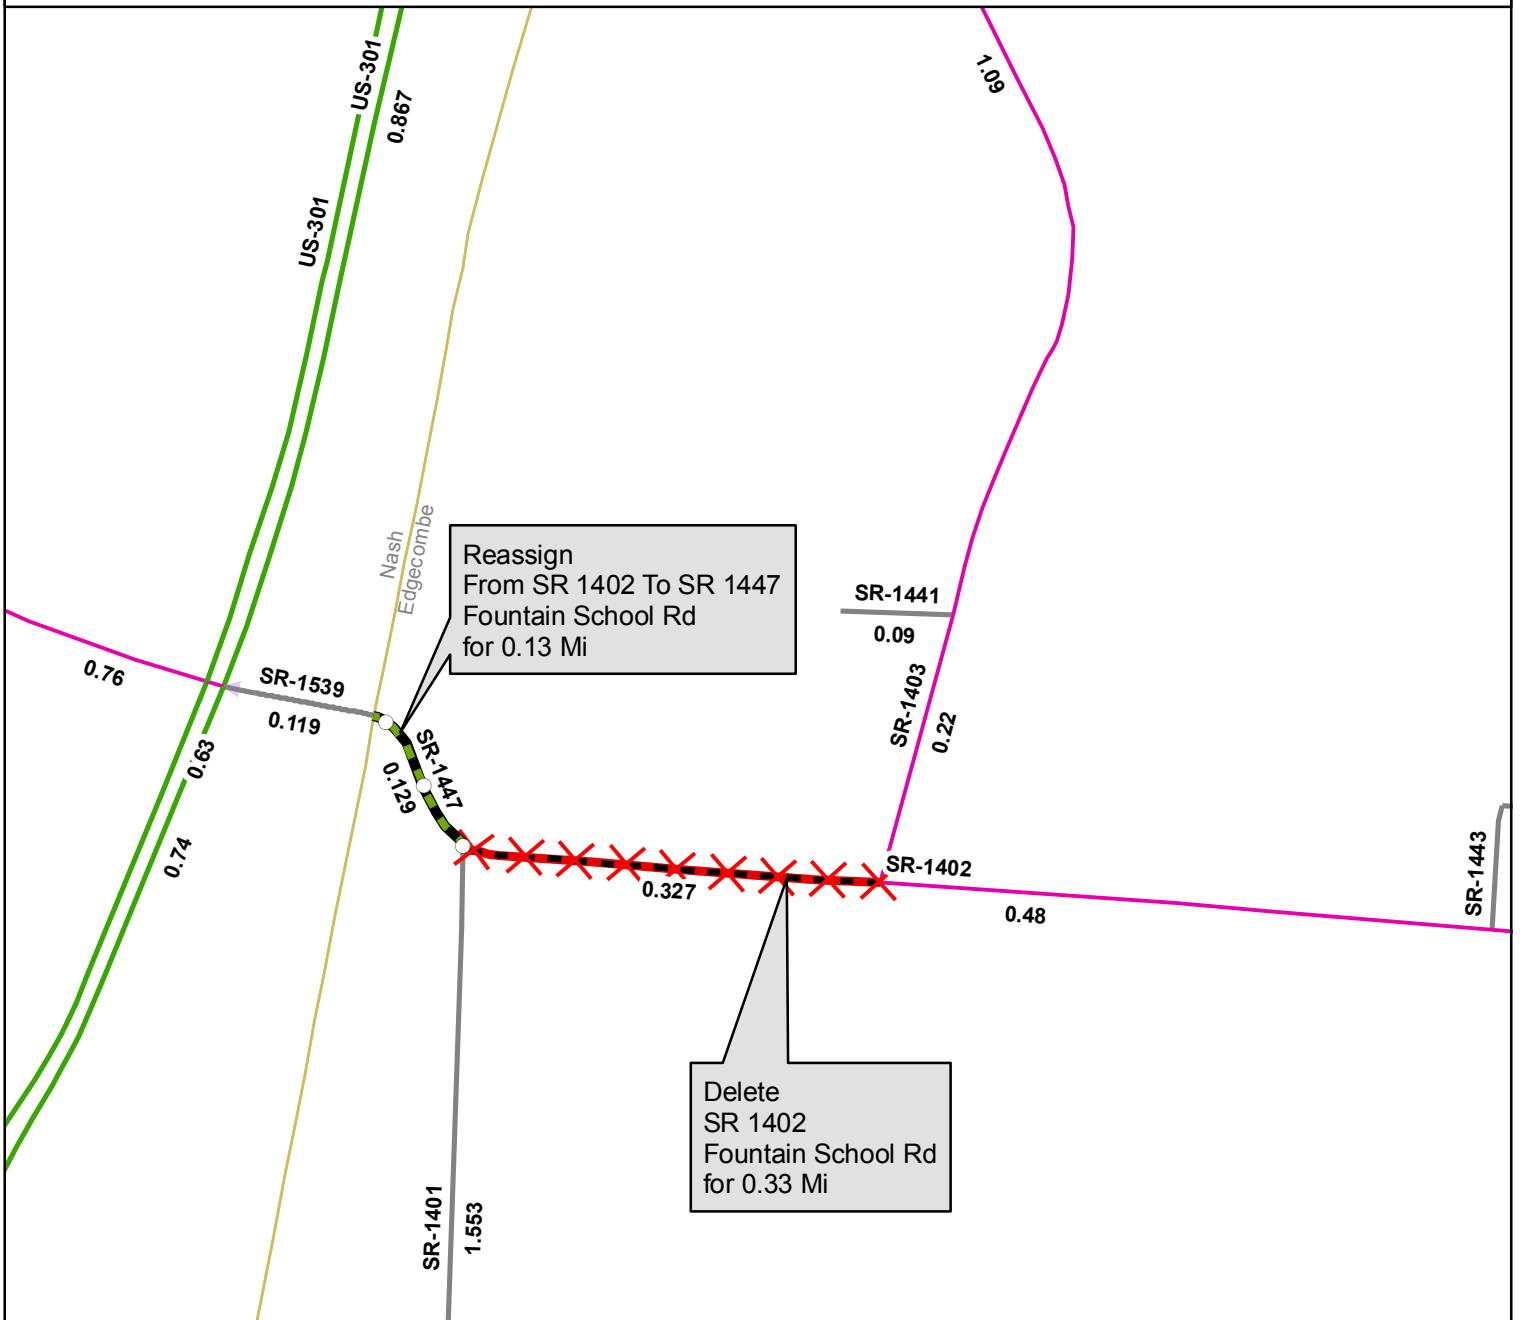 US-301
0.867
US-301
1.09
Nash
Edgecombe
Reassign
From SR 1402 To SR 1447
Fountain School Rd
for 0.13 Mi
SR-1441
0.09
SR-1403
0.22
0.76
SR-1539
0.119
SR-1447
0.129
0.63
0.74
0.327
SR-1402
0.48
SR-1443
Delete
SR 1402
Fountain School Rd
for 0.33 Mi
SR-1401
1.553